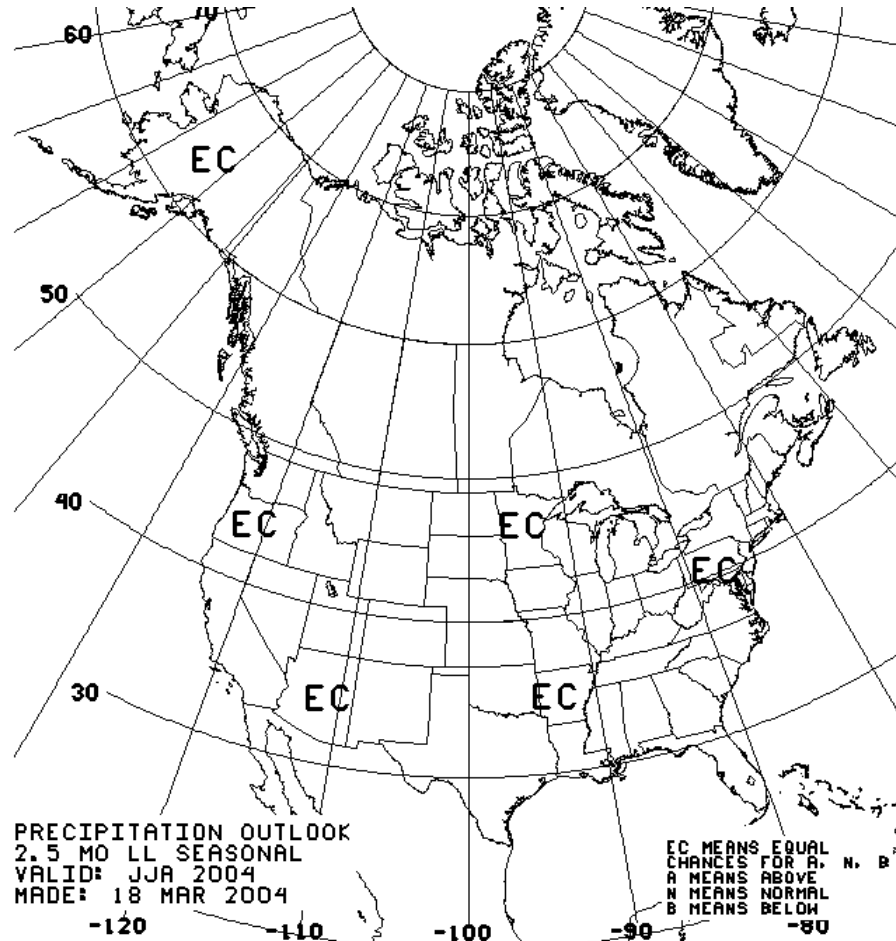 70
60
EC
50
40
EC
EC
EC
30
EC
EC
PRECIPITATION OUTLOOK
2.5 MO LL SEASONAL
VALID: JJA 2004
MADE: 18 MAR 2004
EC MEANS EQUAL
CHANCES FOR A, N, B
A MEANS ABOVE
N MEANS NORMAL
B MEANS BELOW
-120
-110
-100
-90
-80